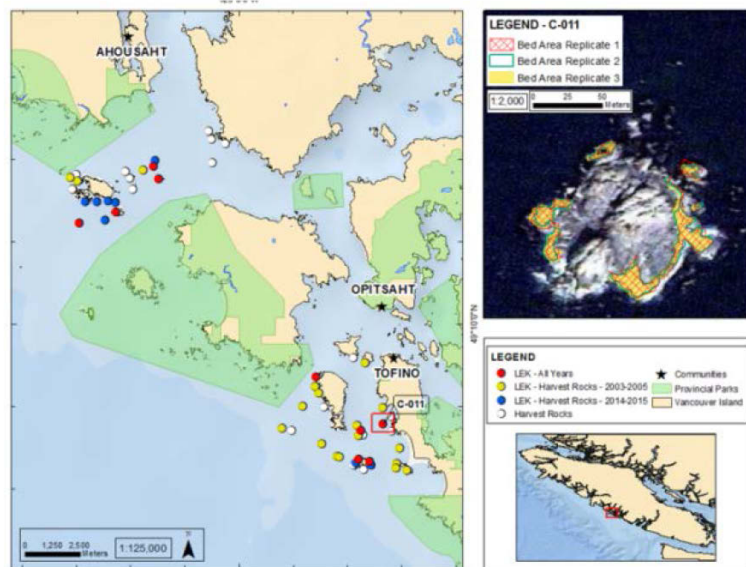 AHOUSAHT
OPITSAHT
TOFINO
C-011
0 1,250 2,500
Meters
1:125,000
N
LEGEND - C-011
Bed Area Replicate 1
Bed Area Replicate 2
Bed Area Replicate 3
1:2,000
0 25 50
Meters
49°10'0"N
LEGEND
LEK - All Years
LEK - Harvest Rocks - 2003-2005
LEK - Harvest Rocks - 2014-2015
Harvest Rocks
Communities
Provincial Parks
Vancouver Island